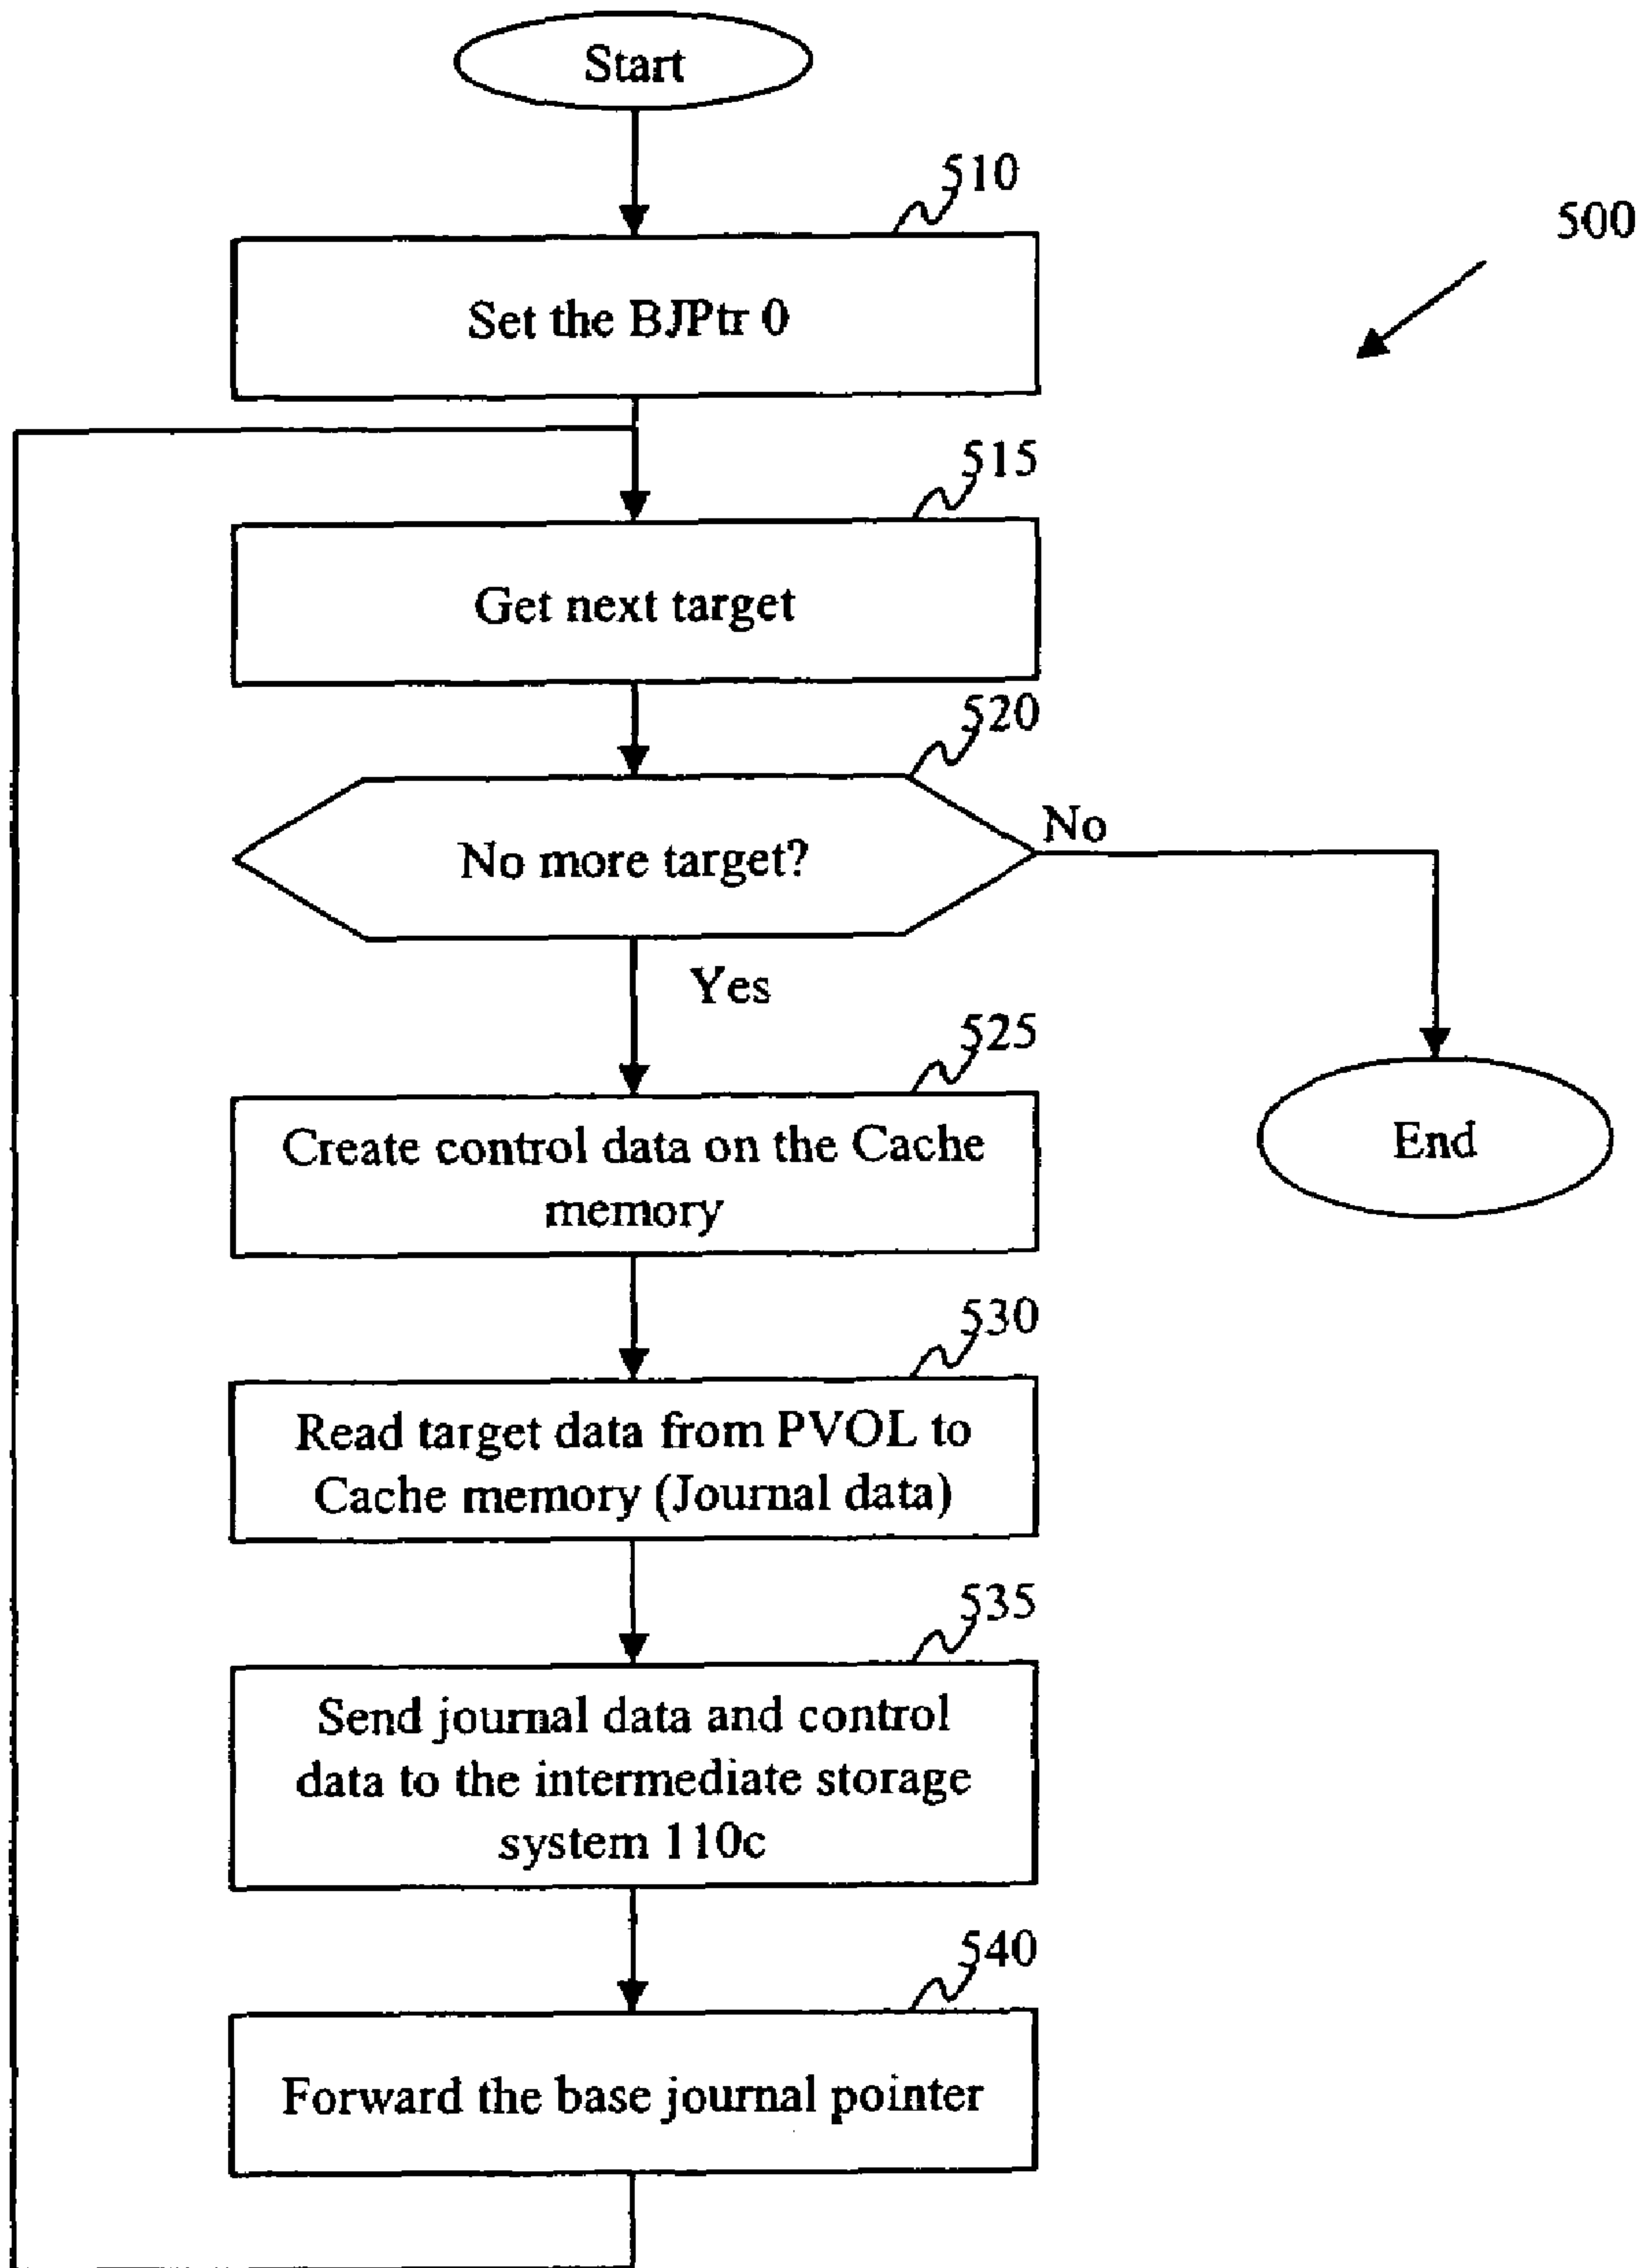 Start
510
500
Set the BJPtr 0
515
Get next target
520
No more target?
No
Yes
525
Create control data on the Cache
memory
End
530
Read target data from PVOL to
Cache memory (Journal data)
535
Send journal data and control
data to the intermediate storage
system 110c
540
Forward the base journal pointer